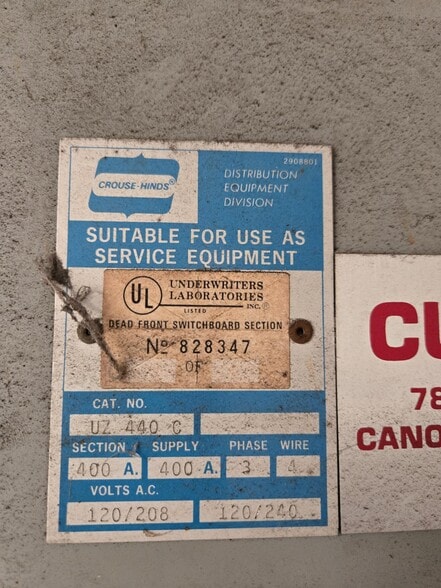 2908801
CROUSE-HINDS®
DISTRIBUTION
EQUIPMENT
DIVISION
SUITABLE FOR USE AS
SERVICE EQUIPMENT
UL
LISTED
UNDERWRITERS
LABORATORIES
INC.®
DEAD FRONT SWITCHBOARD SECTION
Nº 828347
OF
CAT. NO.
UZ 440 C
SECTION SUPPLY PHASE WIRE
400 A. 400 A. 3 4
VOLTS A.C.
120/208 120/240
CU
78
CANO